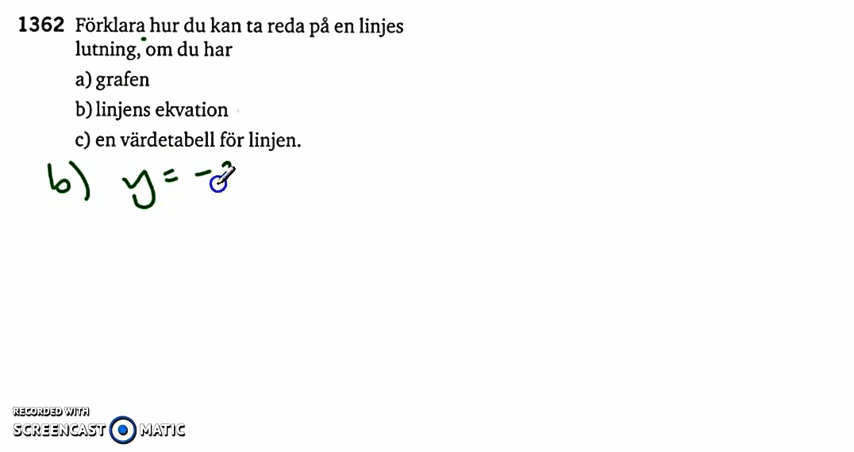 1362 Förklara hur du kan ta reda på en linjes
lutning, om du har
a) grafen
b) linjens ekvation
c) en värdetabell för linjen.
b) y = -
RECORDED WITH
SCREENCAST MATIC